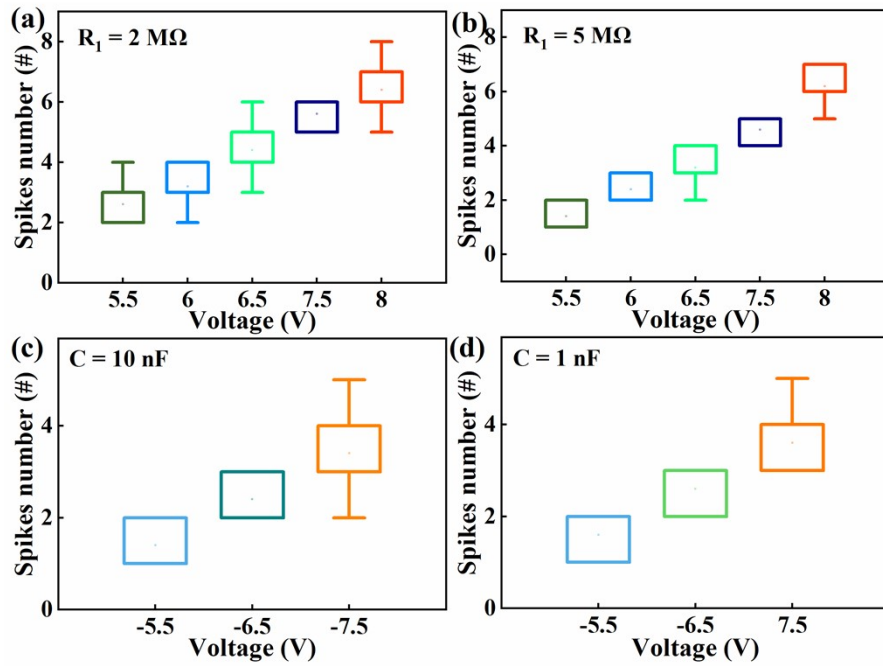 (a)
R₁ = 2 MΩ
Spikes number (#)
8
6
4
2
0
5.5 6 6.5 7.5 8
Voltage (V)
(b)
R₁ = 5 MΩ
Spikes number (#)
8
6
4
2
0
5.5 6 6.5 7.5 8
Voltage (V)
(c)
C = 10 nF
Spikes number (#)
4
2
0
-5.5 -6.5 -7.5
Voltage (V)
(d)
C = 1 nF
Spikes number (#)
4
2
0
-5.5 -6.5 7.5
Voltage (V)